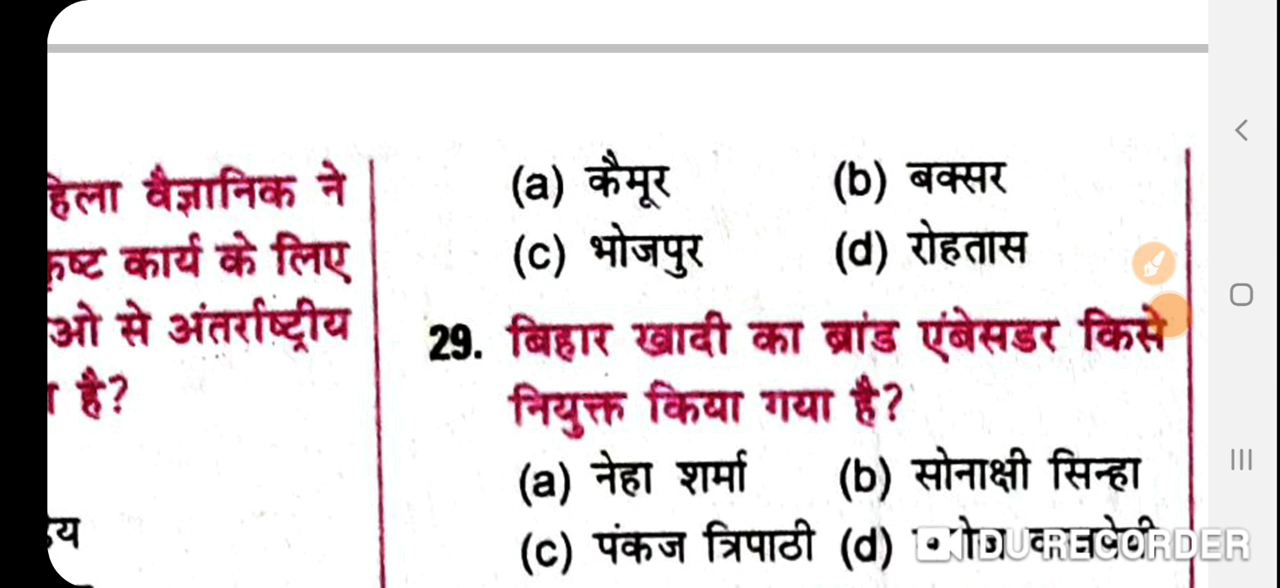 हिला वैज्ञानिक ने
ष्ट कार्य के लिए
ओ से अंतर्राष्ट्रीय
है?
(a) कैमूर (b) बक्सर
(c) भोजपुर (d) रोहतास
29. बिहार खादी का ब्रांड एंबेसडर किसे
नियुक्त किया गया है?
(a) नेहा शर्मा (b) सोनाक्षी सिन्हा
(c) पंकज त्रिपाठी (d)
DU RECORDER